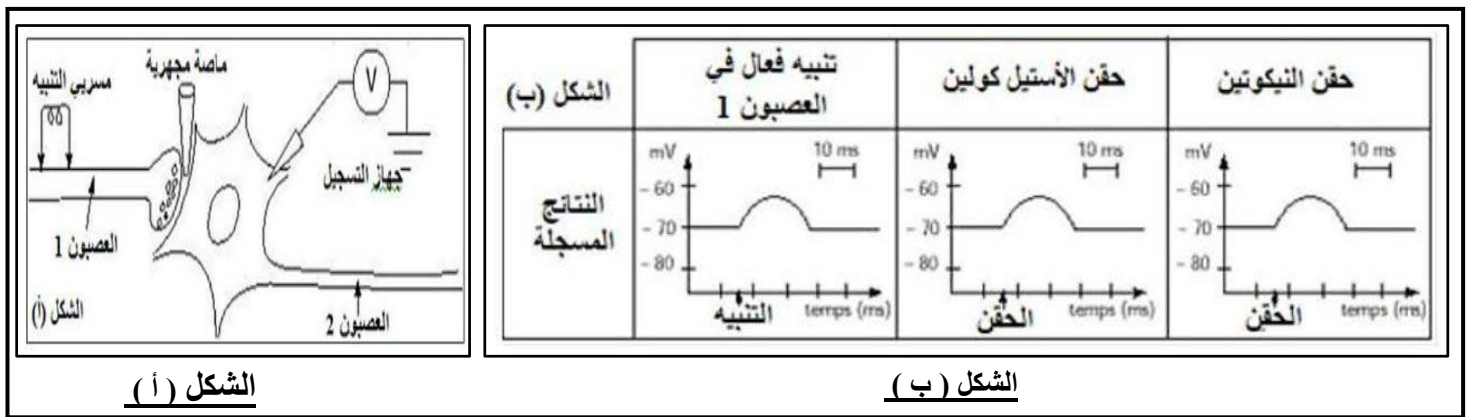 مسربي التنبيه
ماصة مجهرية
V
جهاز التسجيل
العصبون 1
العصبون 2
الشكل (أ)
الشكل ( أ )
الشكل (ب)
تنبيه فعال في
العصبون 1
حقن الأستيل كولين
حقن النيكوتين
النتائج
المسجلة
mV
10 ms
- 60
- 70
- 80
التنبيه
temps (ms)
mV
10 ms
- 60
- 70
- 80
الحقن
temps (ms)
mV
10 ms
- 60
- 70
- 80
الحقن
temps (ms)
الشكل ( ب )